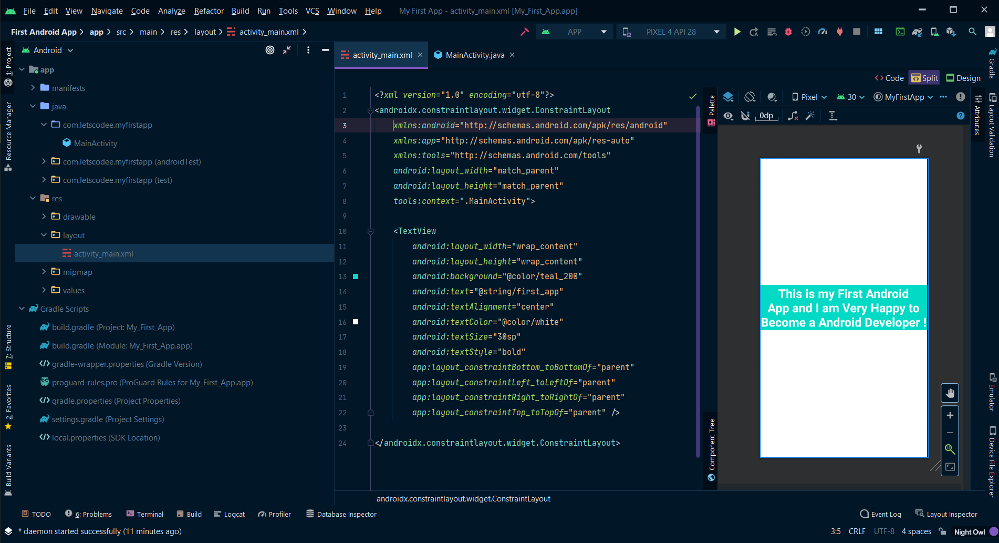 File Edit View Navigate Code Analyze Refactor Build Run Tools VCS Window Help My First App - activity_main.xml [My_First_App.app]
First Android App app src main res layout activity_main.xml APP PIXEL 4 API 28
Android
activity_main.xml MainActivity.java
Code Split Design
1: Project
Resource Manager
7: Structure
2: Favorites
Build Variants
app
manifests
java
com.letscodee.myfirstapp
MainActivity
com.letscodee.myfirstapp (androidTest)
com.letscodee.myfirstapp (test)
res
drawable
layout
activity_main.xml
mipmap
values
Gradle Scripts
build.gradle (Project: My_First_App)
build.gradle (Module: My_First_App.app)
gradle-wrapper.properties (Gradle Version)
proguard-rules.pro (ProGuard Rules for My_First_App.app)
gradle.properties (Project Properties)
settings.gradle (Project Settings)
local.properties (SDK Location)
1 <?xml version="1.0" encoding="utf-8"?>
2 <androidx.constraintlayout.widget.ConstraintLayout
3 xmlns:android="http://schemas.android.com/apk/res/android"
4 xmlns:app="http://schemas.android.com/apk/res-auto"
5 xmlns:tools="http://schemas.android.com/tools"
6 android:layout_width="match_parent"
7 android:layout_height="match_parent"
8 tools:context=".MainActivity">
9
10 <TextView
11 android:layout_width="wrap_content"
12 android:layout_height="wrap_content"
13 android:background="@color/teal_200"
14 android:text="@string/first_app"
15 android:textAlignment="center"
16 android:textColor="@color/white"
17 android:textSize="30sp"
18 android:textStyle="bold"
19 app:layout_constraintBottom_toBottomOf="parent"
20 app:layout_constraintLeft_toLeftOf="parent"
21 app:layout_constraintRight_toRightOf="parent"
22 app:layout_constraintTop_toTopOf="parent" />
23
24 </androidx.constraintlayout.widget.ConstraintLayout>
androidx.constraintlayout.widget.ConstraintLayout
Palette
Component Tree
Pixel 30 MyFirstApp
0dp
This is my First Android
App and I am Very Happy to
Become a Android Developer !
Attributes
Gradle
Layout Validation
Emulator
Device File Explorer
TODO 6: Problems Terminal Build Logcat Profiler Database Inspector Event Log Layout Inspector
* daemon started successfully (11 minutes ago) 3:5 CRLF UTF-8 4 spaces Night Owl